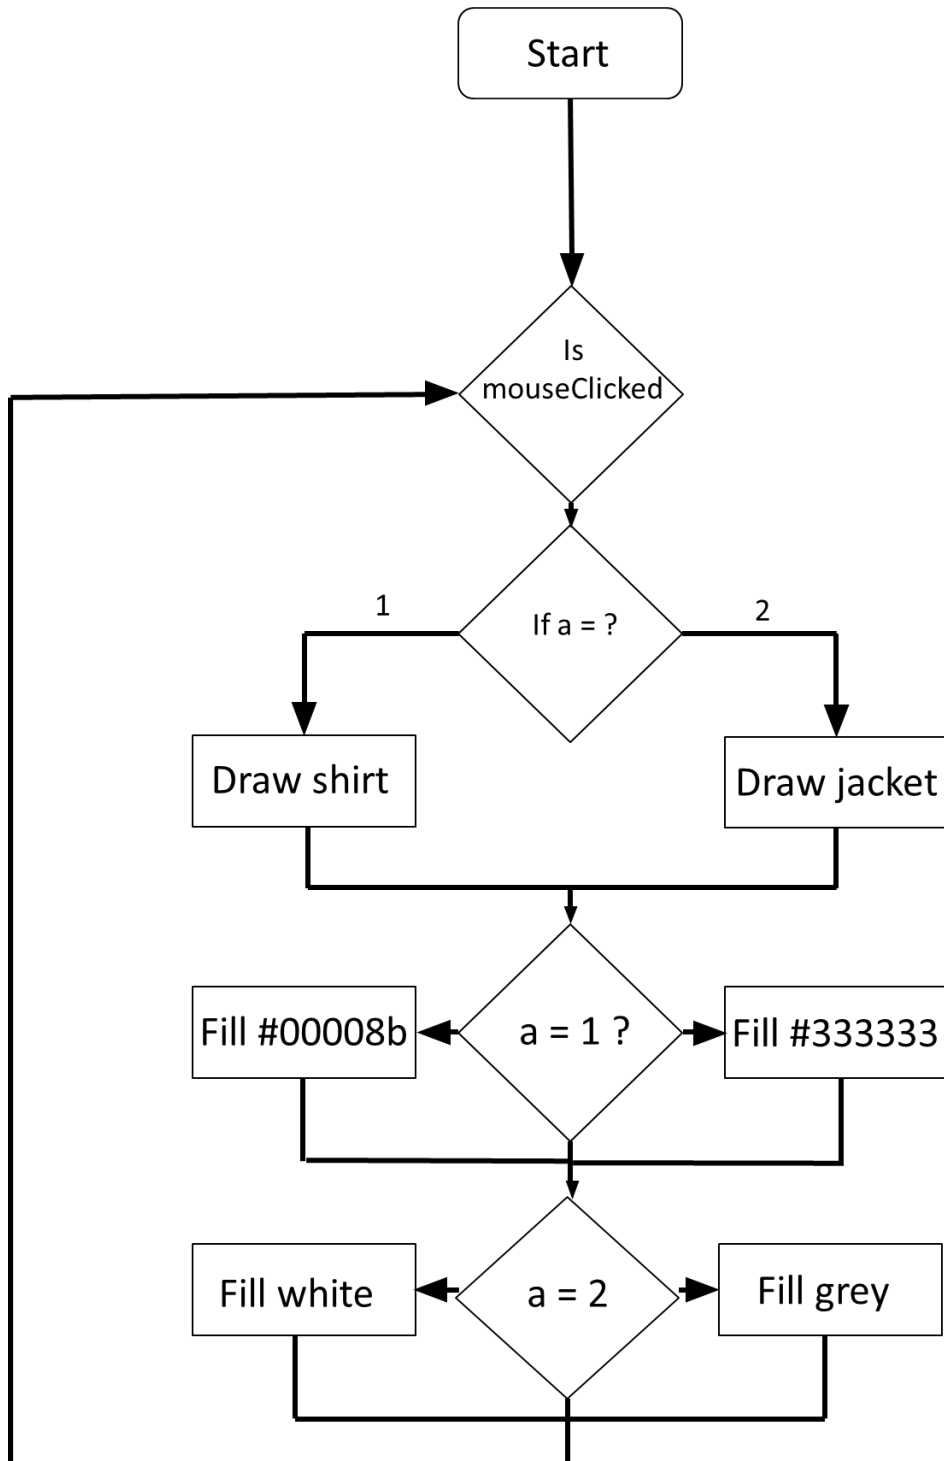 Start
Is
mouseClicked
If a = ?
1
2
Draw shirt
Draw jacket
Fill #00008b
a = 1 ?
Fill #333333
Fill white
a = 2
Fill grey